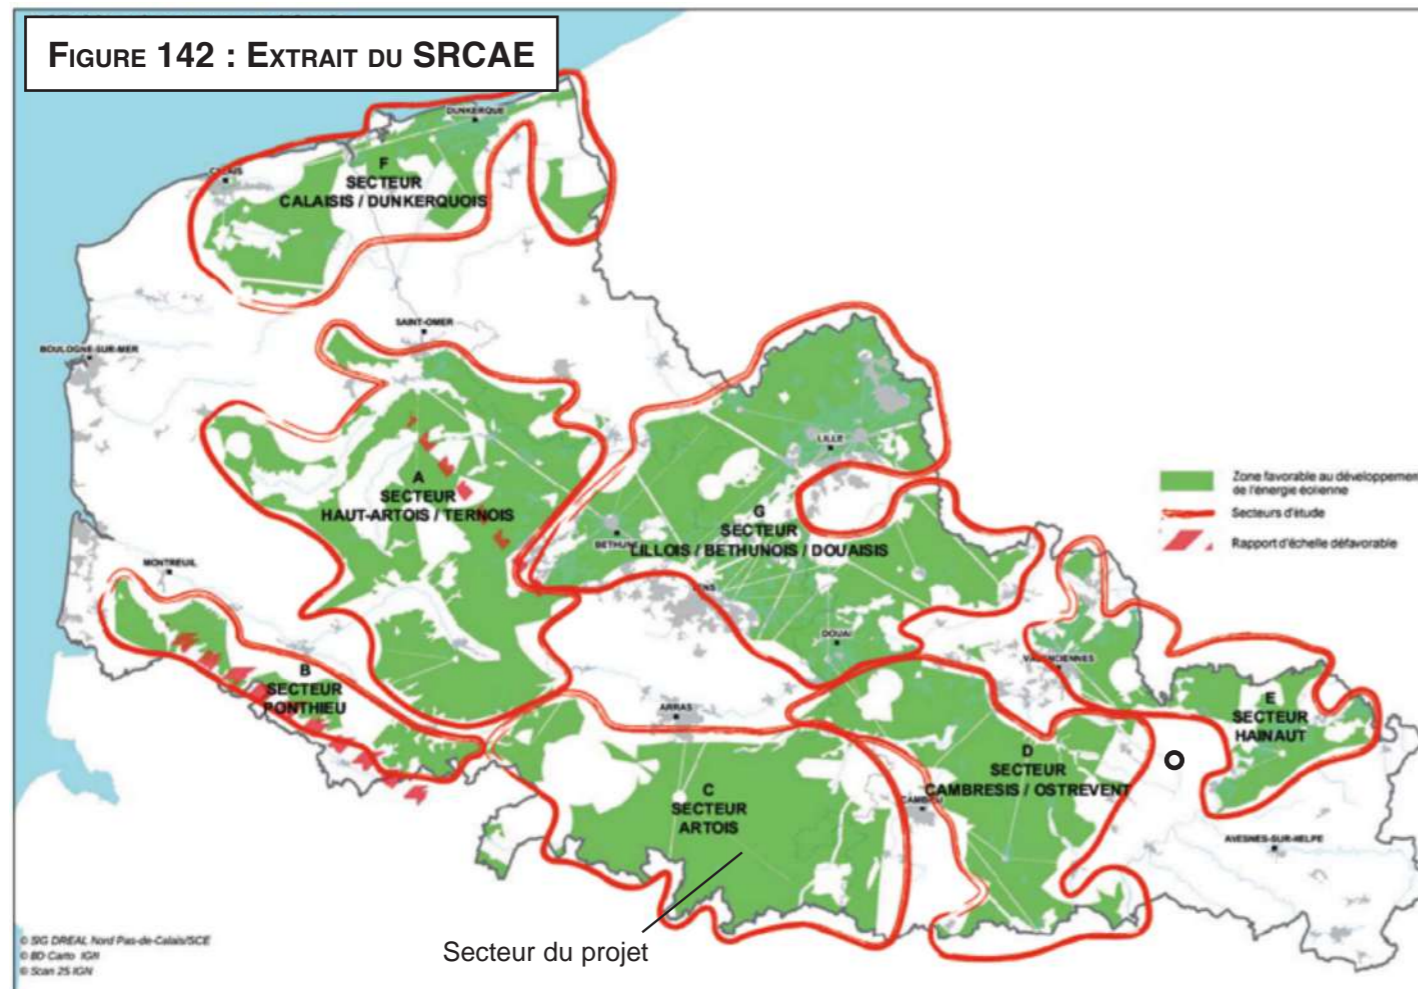 FIGURE 142 : EXTRAIT DU SRCAE
DUNKERQUE
CALAIS
F
SECTEUR
CALAISIS / DUNKERQUOIS
SAINT-OMER
BOULOGNE-SUR-MER
LILLE
A
SECTEUR
HAUT-ARTOIS / TERNOIS
G
SECTEUR
LILLOIS / BETHUNOIS / DOUAISIS
BETHUNE
Zone favorable au développement
de l'énergie éolienne
Secteurs d'étude
Rapport d'échelle défavorable
MONTREUIL
LENS
DOUAI
VALENCIENNES
B
SECTEUR
PONTHIEU
ARRAS
E
SECTEUR
HAINAUT
D
SECTEUR
CAMBRESIS / OSTREVENT
C
SECTEUR
ARTOIS
CAMBRAI
AVESNES-SUR-HELPE
Secteur du projet
© SIG DREAL Nord Pas-de-Calais/SCE
© BD Carto IGN
© Scan 25 IGN